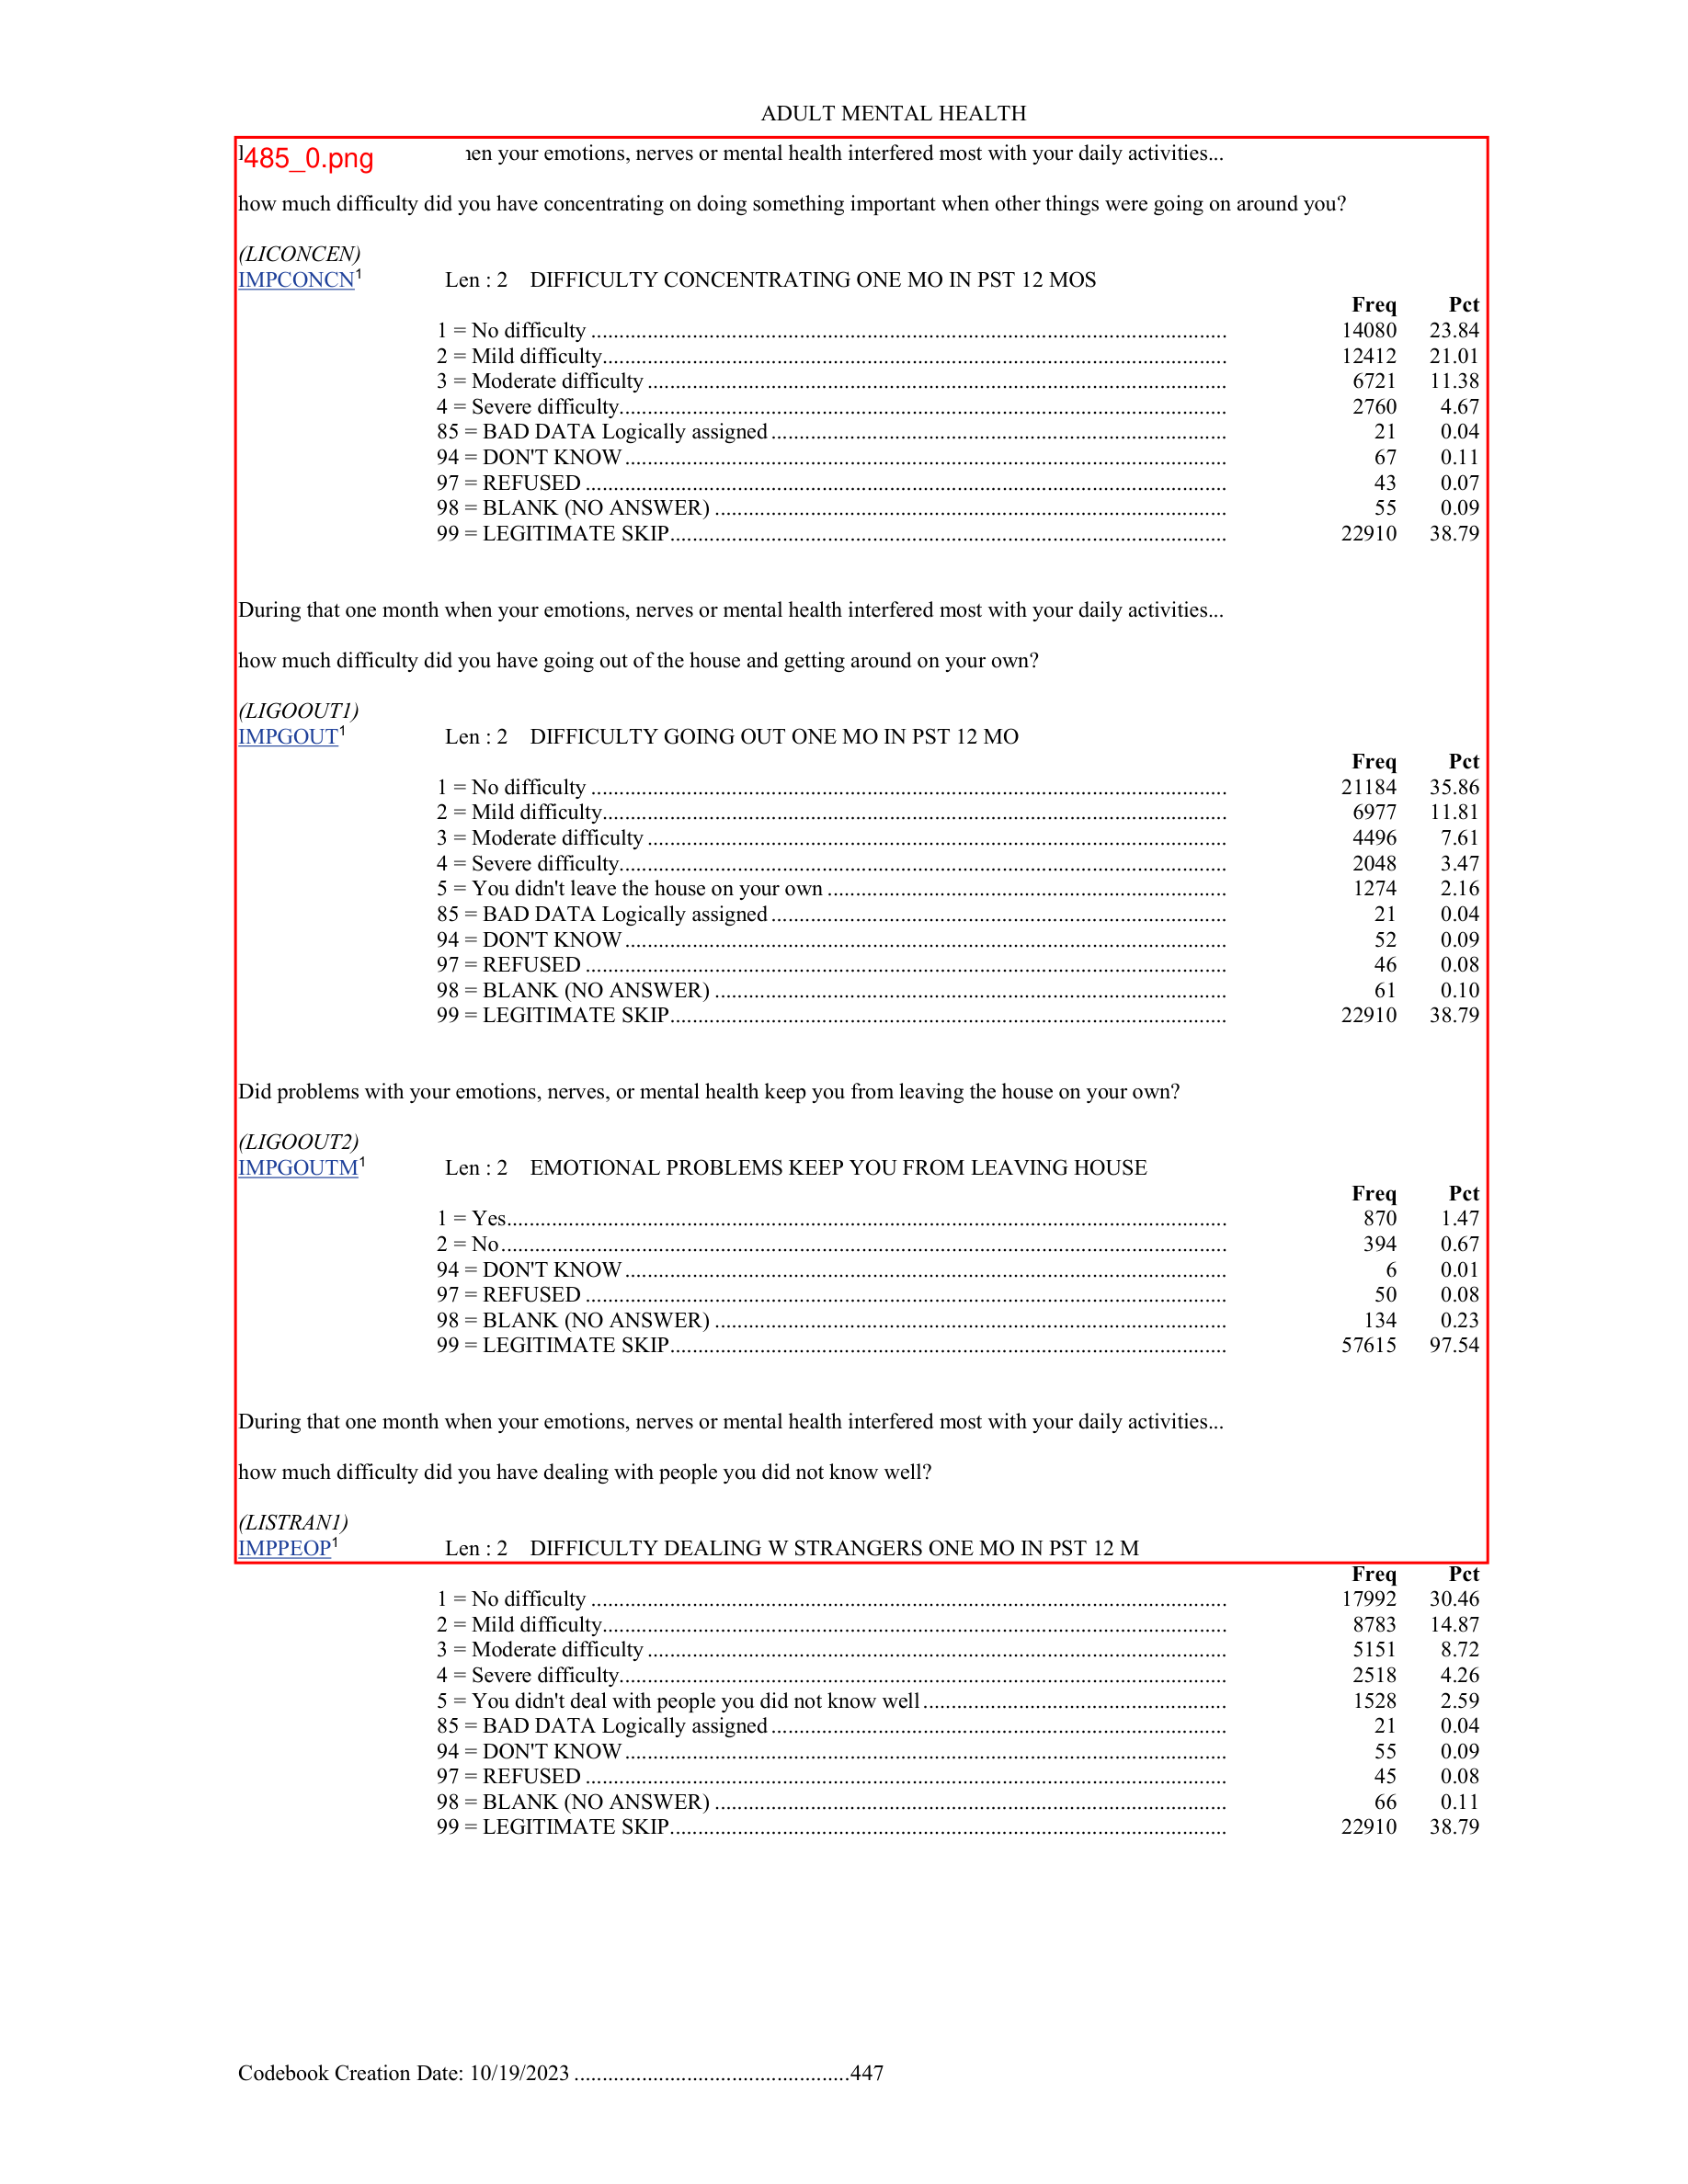 ADULT MENTAL HEALTH
485_0.png your emotions, nerves or mental health interfered most with your daily activities...
how much difficulty did you have concentrating on doing something important when other things were going on around you?
(LICONCEN)
IMPCONCN¹ Len : 2 DIFFICULTY CONCENTRATING ONE MO IN PST 12 MOS
Freq Pct
1 = No difficulty ........ 14080 23.84
2 = Mild difficulty........ 12412 21.01
3 = Moderate difficulty ........ 6721 11.38
4 = Severe difficulty........ 2760 4.67
85 = BAD DATA Logically assigned ........ 21 0.04
94 = DON'T KNOW ........ 67 0.11
97 = REFUSED ........ 43 0.07
98 = BLANK (NO ANSWER) ........ 55 0.09
99 = LEGITIMATE SKIP........ 22910 38.79
During that one month when your emotions, nerves or mental health interfered most with your daily activities...
how much difficulty did you have going out of the house and getting around on your own?
(LIGOOUT1)
IMPGOUT¹ Len : 2 DIFFICULTY GOING OUT ONE MO IN PST 12 MO
Freq Pct
1 = No difficulty ........ 21184 35.86
2 = Mild difficulty........ 6977 11.81
3 = Moderate difficulty ........ 4496 7.61
4 = Severe difficulty........ 2048 3.47
5 = You didn't leave the house on your own ........ 1274 2.16
85 = BAD DATA Logically assigned ........ 21 0.04
94 = DON'T KNOW ........ 52 0.09
97 = REFUSED ........ 46 0.08
98 = BLANK (NO ANSWER) ........ 61 0.10
99 = LEGITIMATE SKIP........ 22910 38.79
Did problems with your emotions, nerves, or mental health keep you from leaving the house on your own?
(LIGOOUT2)
IMPGOUTM¹ Len : 2 EMOTIONAL PROBLEMS KEEP YOU FROM LEAVING HOUSE
Freq Pct
1 = Yes........ 870 1.47
2 = No........ 394 0.67
94 = DON'T KNOW ........ 6 0.01
97 = REFUSED ........ 50 0.08
98 = BLANK (NO ANSWER) ........ 134 0.23
99 = LEGITIMATE SKIP........ 57615 97.54
During that one month when your emotions, nerves or mental health interfered most with your daily activities...
how much difficulty did you have dealing with people you did not know well?
(LISTRAN1)
IMPPEOP¹ Len : 2 DIFFICULTY DEALING W STRANGERS ONE MO IN PST 12 M
Freq Pct
1 = No difficulty ........ 17992 30.46
2 = Mild difficulty........ 8783 14.87
3 = Moderate difficulty ........ 5151 8.72
4 = Severe difficulty........ 2518 4.26
5 = You didn't deal with people you did not know well ........ 1528 2.59
85 = BAD DATA Logically assigned ........ 21 0.04
94 = DON'T KNOW ........ 55 0.09
97 = REFUSED ........ 45 0.08
98 = BLANK (NO ANSWER) ........ 66 0.11
99 = LEGITIMATE SKIP........ 22910 38.79
Codebook Creation Date: 10/19/2023 ........447